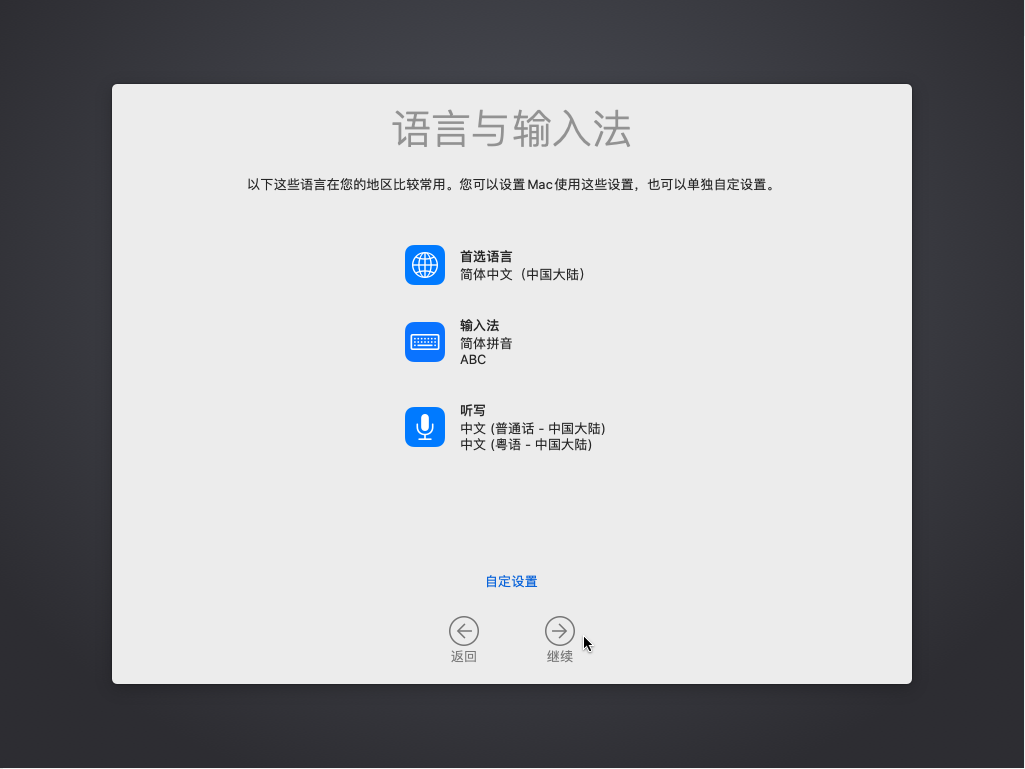 语言与输入法
以下这些语言在您的地区比较常用。您可以设置Mac使用这些设置，也可以单独自定设置。
首选语言
简体中文（中国大陆）
输入法
简体拼音
ABC
听写
中文 (普通话 - 中国大陆)
中文 (粤语 - 中国大陆)
自定设置
返回
继续